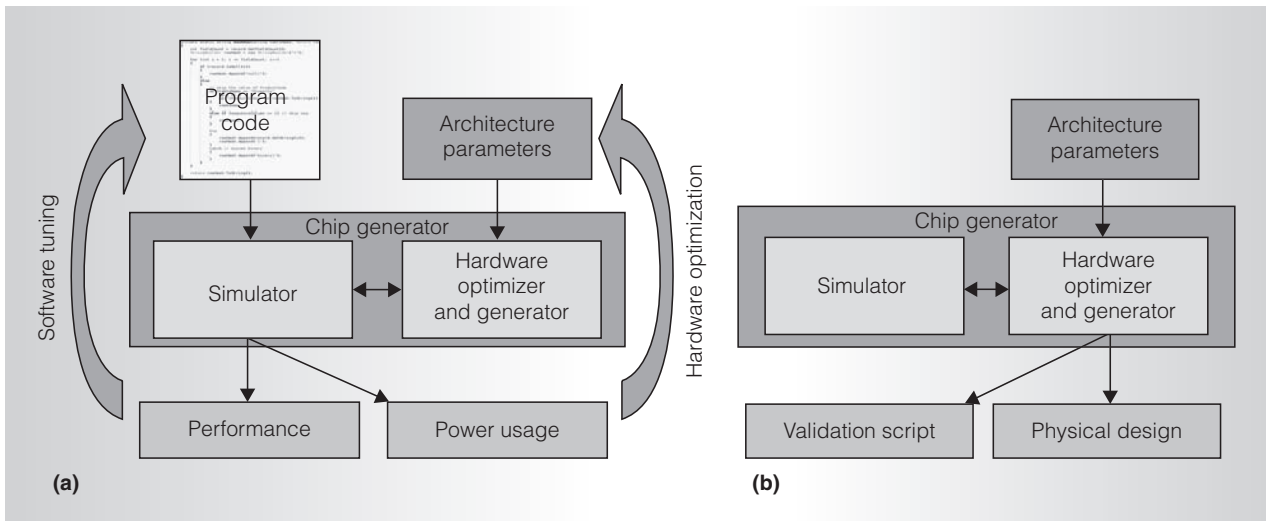 Program
code
Architecture
parameters
Software tuning
Chip generator
Simulator
Hardware
optimizer
and generator
Hardware optimization
Performance
Power usage
(a)
Architecture
parameters
Chip generator
Simulator
Hardware
optimizer
and generator
Validation script
Physical design
(b)